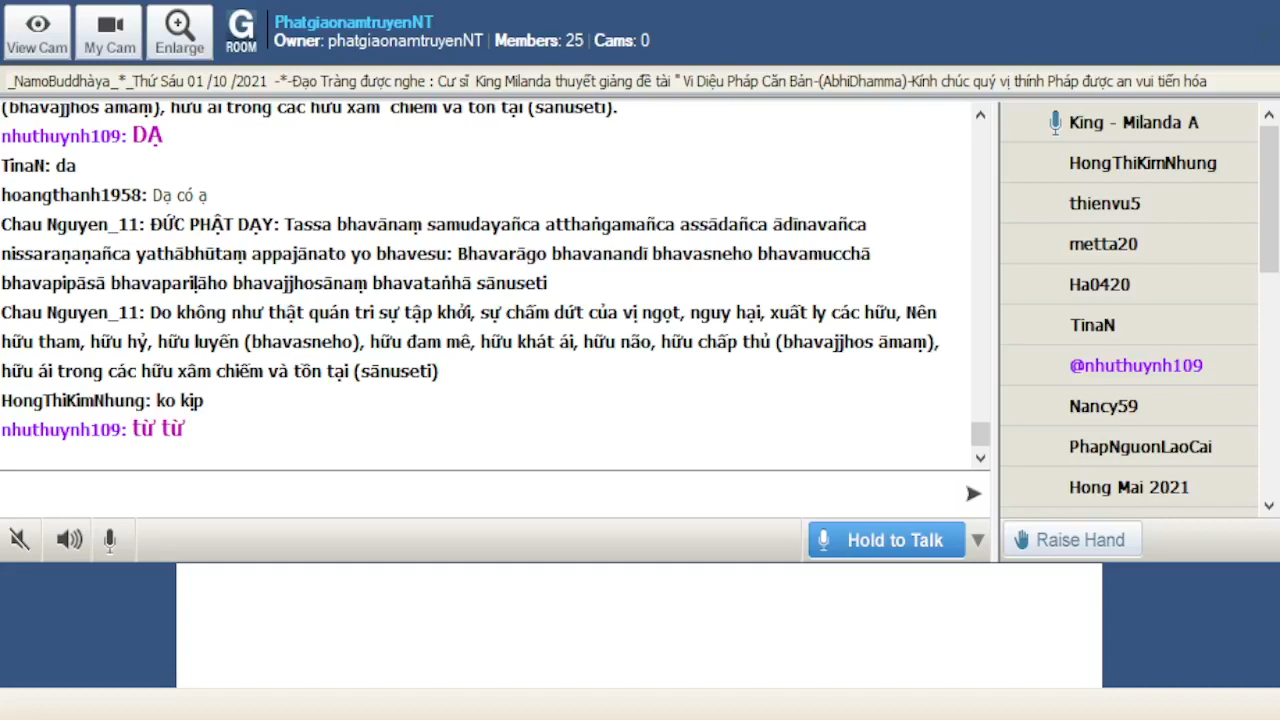 View Cam
My Cam
Enlarge
G
ROOM
PhatgiaonamtruyenNT
Owner: phatgiaonamtruyenNT | Members: 25 | Cams: 0
_NamoBuddhàya_*_Thứ Sáu 01 /10 /2021 -*-Đạo Tràng được nghe : Cư sĩ King Milanda thuyết giảng đề tài " Vi Diệu Pháp Căn Bản-(AbhiDhamma)-Kính chúc quý vị thính Pháp được an vui tiến hóa
(bhavajjhos āmaṃ), hữu ái trong các hữu xâm chiếm và tồn tại (sānuseti).
nhuthuynh109: DẠ
TinaN: da
hoangthanh1958: Dạ có ạ
Chau Nguyen_11: ĐỨC PHẬT DẠY: Tassa bhavānaṃ samudayañca atthaṅgamañca assādañca ādīnavañca
nissaraṇaṇañca yathābhūtaṃ appajānato yo bhavesu: Bhavarāgo bhavanandī bhavasneho bhavamucchā
bhavapipāsā bhavapariḷāho bhavajjhosānaṃ bhavataṅhā sānuseti
Chau Nguyen_11: Do không như thật quán tri sự tập khởi, sự chấm dứt của vị ngọt, nguy hại, xuất ly các hữu, Nên
hữu tham, hữu hỷ, hữu luyến (bhavasneho), hữu đam mê, hữu khát ái, hữu não, hữu chấp thủ (bhavajjhos āmaṃ),
hữu ái trong các hữu xâm chiếm và tồn tại (sānuseti)
HongThiKimNhung: ko kịp
nhuthuynh109: từ từ
King - Milanda A
HongThiKimNhung
thienvu5
metta20
Ha0420
TinaN
@nhuthuynh109
Nancy59
PhapNguonLaoCai
Hong Mai 2021
Hold to Talk
Raise Hand